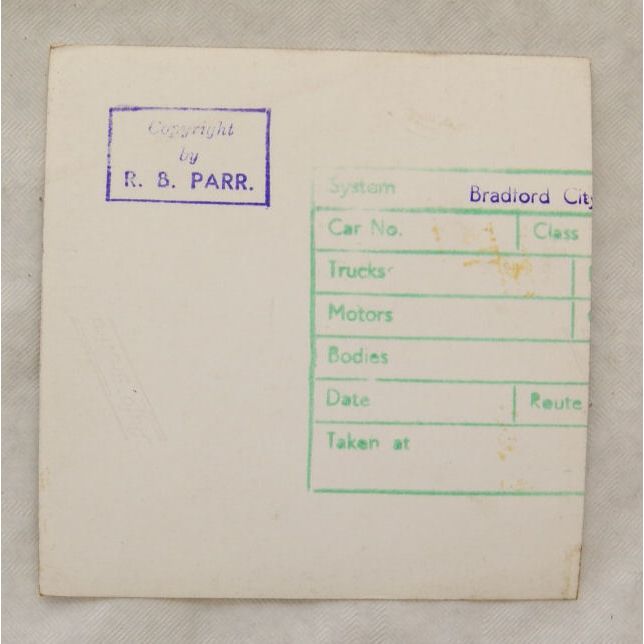 Copyright
by
R. B. PARR.
System Bradford City
Car No. Class
Trucks
Motors
Bodies
Date Route
Taken at